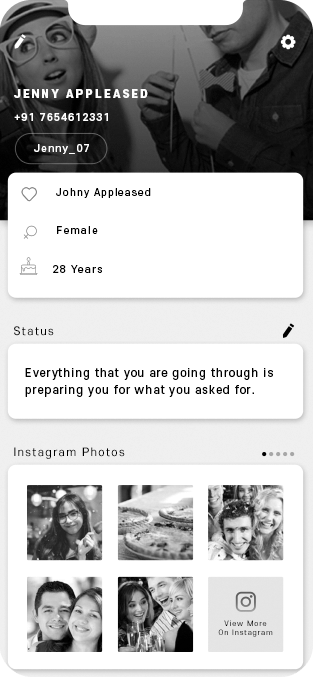 JENNY APPLEASED
+91 7654612331
Jenny_07
Johny Appleased
Female
28 Years
Status
Everything that you are going through is
preparing you for what you asked for.
Instagram Photos
View More
On Instagram